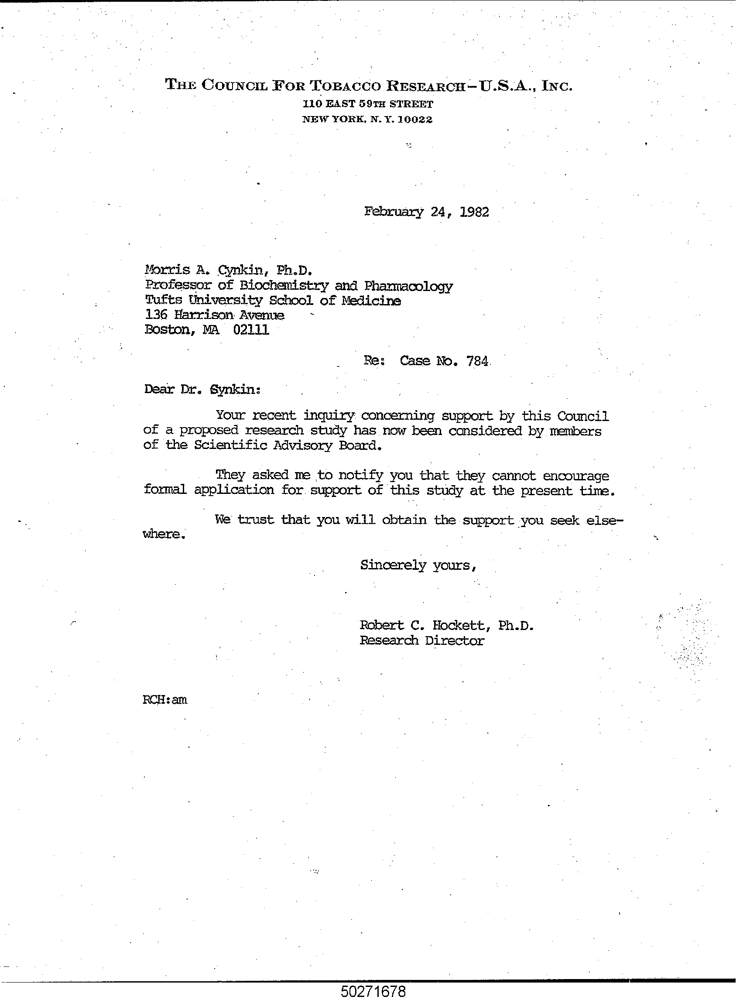 THE COUNCIL FOR TOBACCO RESEARCH-U.S.A., INC.
110 EAST 59TH STREET
NEW YORK, N.Y. 10022
February 24, 1982
Morris A. Cynkin, Ph.D.
Professor of Biochemistry and Pharmacology
Tufts University School of Medicine
136 Harrison Avenue
Boston, MA 02111
Re: Case No. 784
Dear Dr. Cynkin:
Your recent inquiry concerning support by this Council
of a proposed research study has now been considered by members
of the Scientific Advisory Board.
They asked me to notify you that they cannot encourage
formal application for support of this study at the present time.
We trust that you will obtain the support you seek else-
where.
Sincerely yours,
Robert C. Hockett, Ph.D.
Research Director
RCH:am
50271678